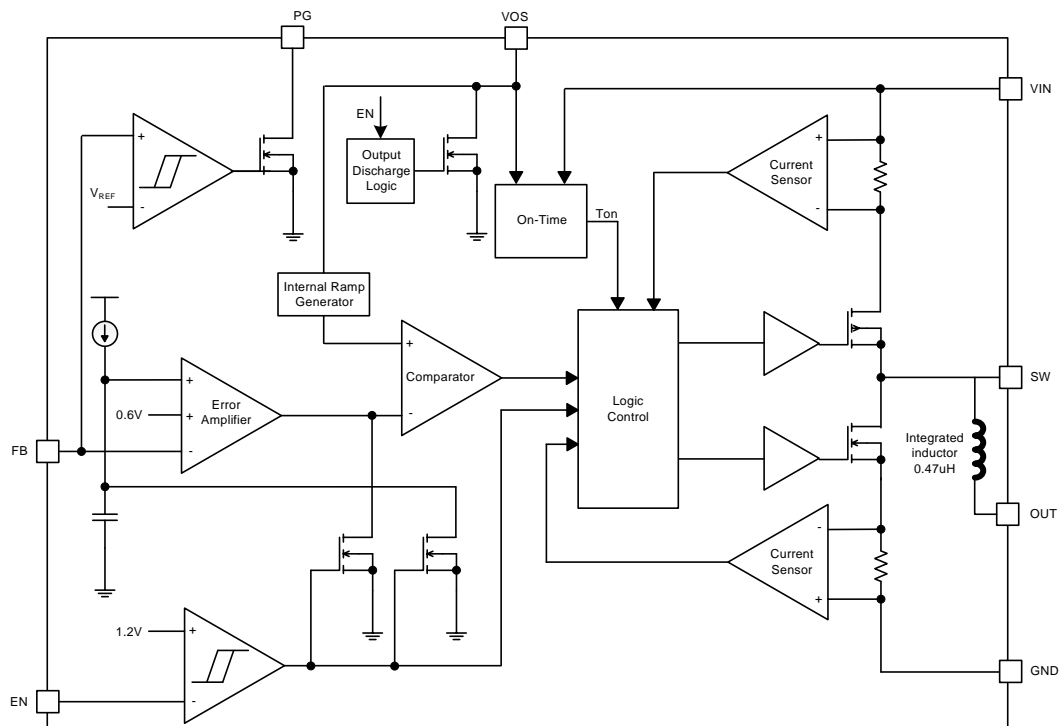 PG
VOS
VIN
EN
+
+
Output
Discharge
Logic
Current
Sensor
VREF
-
-
On-Time
Ton
Internal Ramp
Generator
+
Comparator
-
+
0.6V
+
Error
Amplifier
FB
-
Logic
Control
SW
Integrated
inductor
0.47uH
OUT
-
Current
Sensor
+
1.2V
+
GND
EN
-